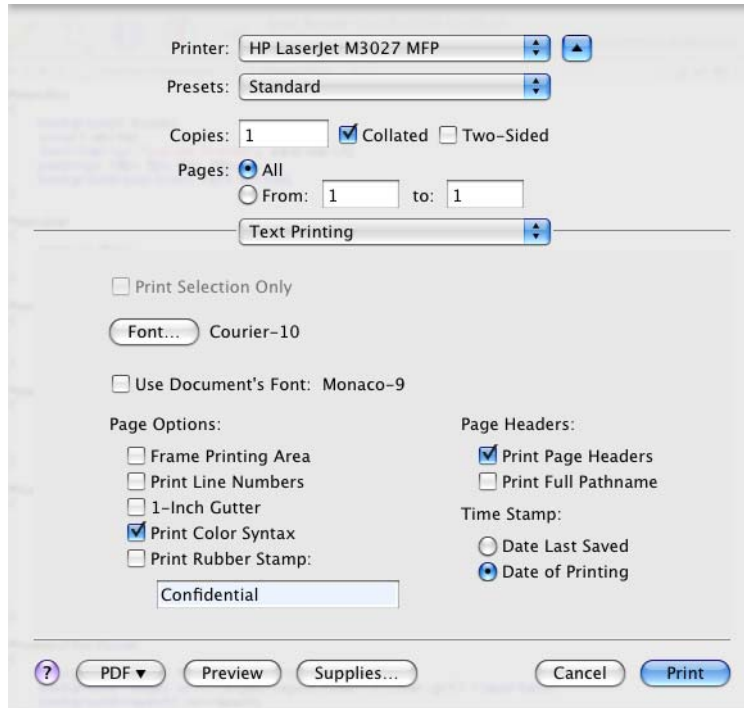 Printer: HP LaserJet M3027 MFP
Presets: Standard
Copies: 1 Collated Two-Sided
Pages: All
From: 1 to: 1
Text Printing
Print Selection Only
Font... Courier-10
Use Document's Font: Monaco-9
Page Options:
Frame Printing Area
Print Line Numbers
1-Inch Gutter
Print Color Syntax
Print Rubber Stamp:
Confidential
Page Headers:
Print Page Headers
Print Full Pathname
Time Stamp:
Date Last Saved
Date of Printing
? PDF ▾ Preview Supplies... Cancel Print